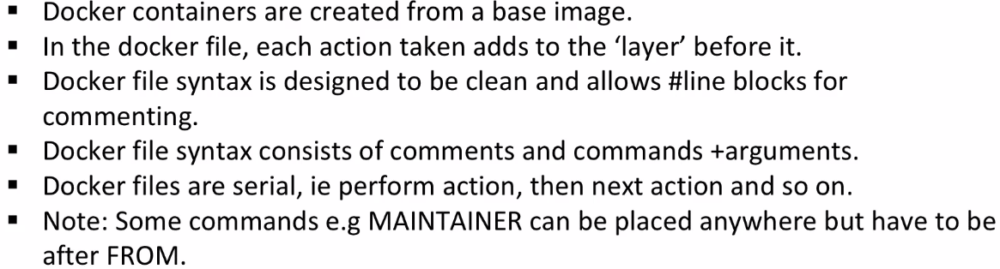 ▪ Docker containers are created from a base image.
▪ In the docker file, each action taken adds to the ‘layer’ before it.
▪ Docker file syntax is designed to be clean and allows #line blocks for
commenting.
▪ Docker file syntax consists of comments and commands +arguments.
▪ Docker files are serial, ie perform action, then next action and so on.
▪ Note: Some commands e.g MAINTAINER can be placed anywhere but have to be
after FROM.